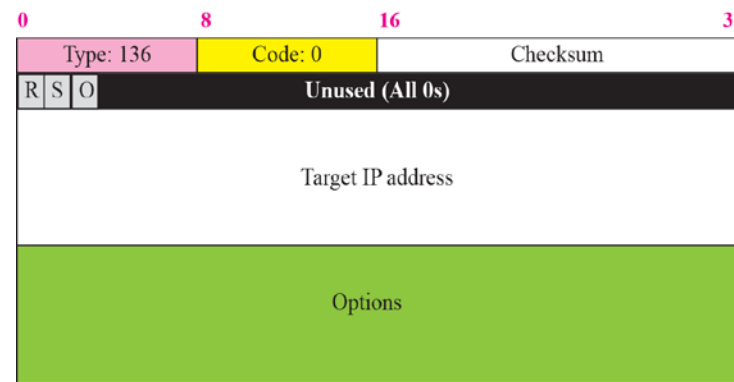 0 8 16 3
Type: 136 Code: 0 Checksum
R S O Unused (All 0s)
Target IP address
Options